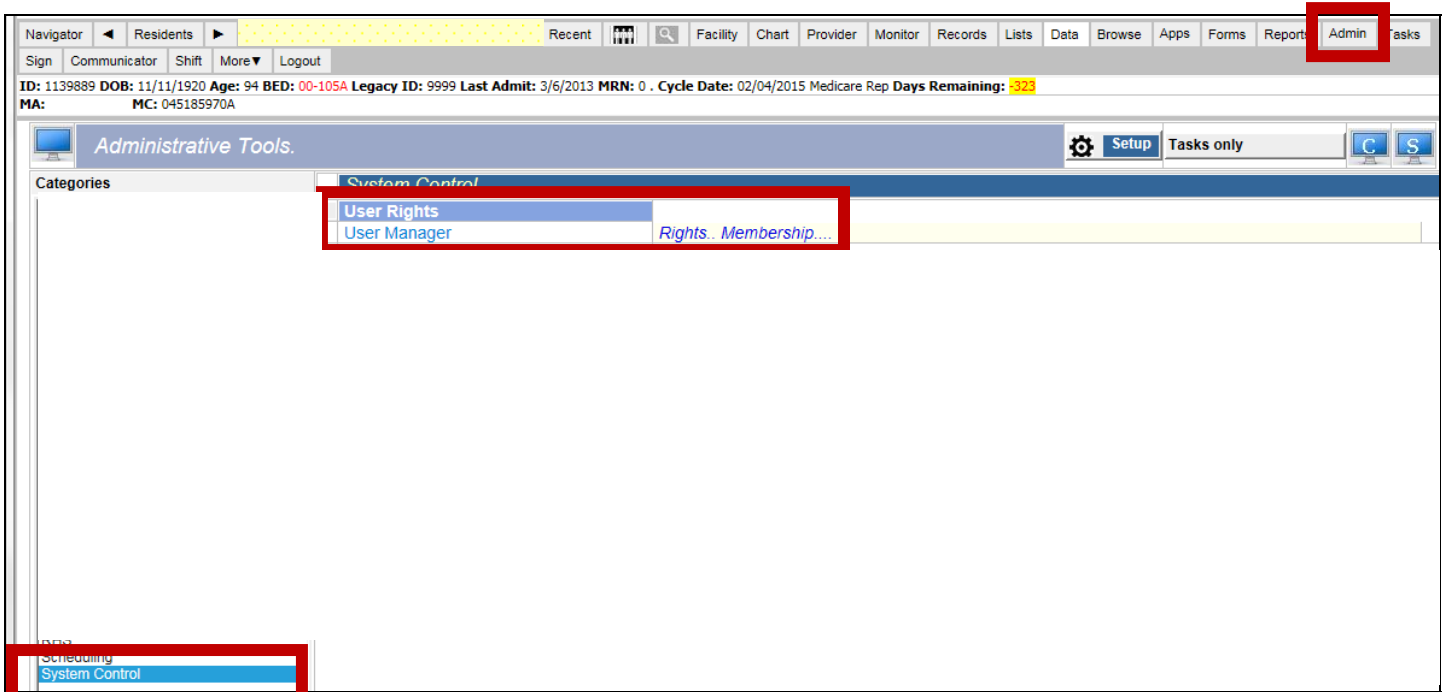 Navigator ◄ Residents ► Recent Facility Chart Provider Monitor Records Lists Data Browse Apps Forms Reports Admin Tasks
Sign Communicator Shift More▼ Logout
ID: 1139889 DOB: 11/11/1920 Age: 94 BED: 00-105A Legacy ID: 9999 Last Admit: 3/6/2013 MRN: 0 . Cycle Date: 02/04/2015 Medicare Rep Days Remaining: -323
MA: MC: 045185970A
Administrative Tools. Setup Tasks only C S
Categories System Control
User Rights
User Manager Rights.. Membership....
Scheduling
System Control